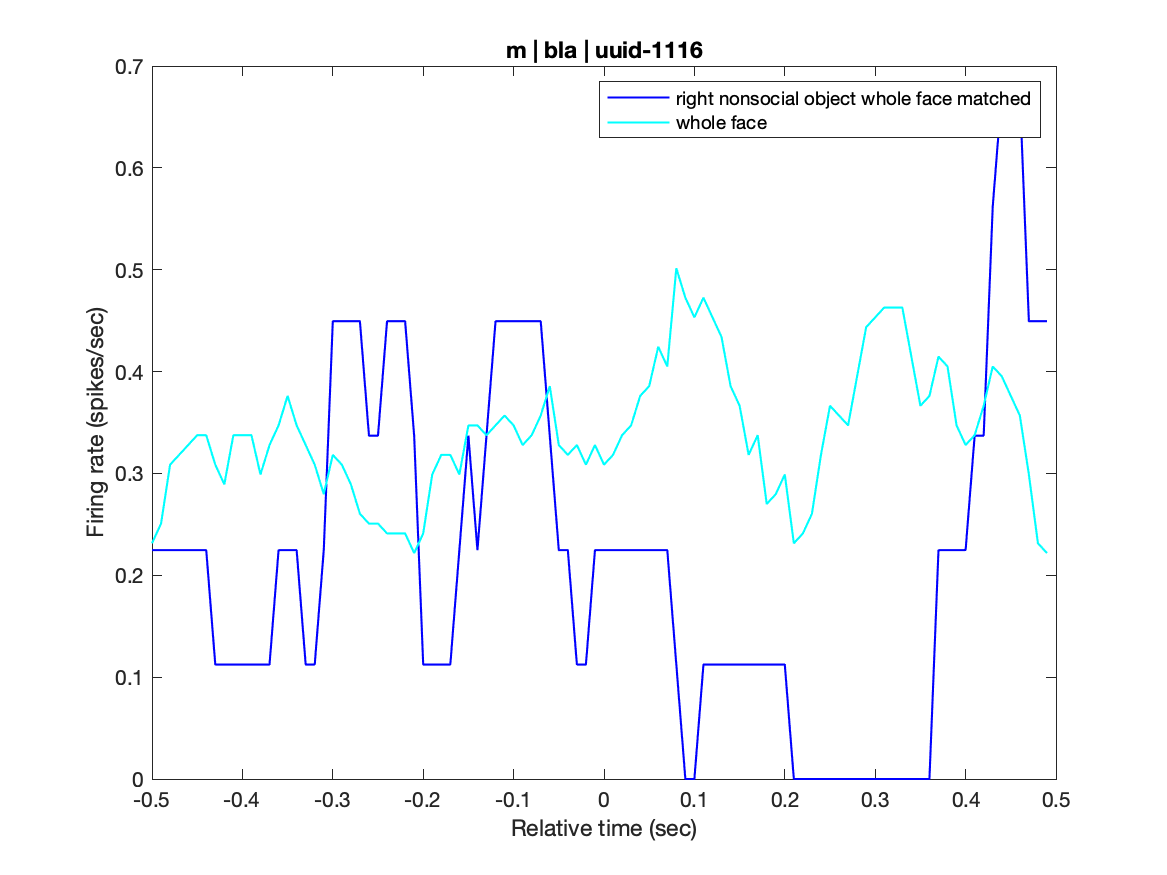 m | bla | uuid-1116
right nonsocial object whole face matched
whole face
Firing rate (spikes/sec)
0.7
0.6
0.5
0.4
0.3
0.2
0.1
0
-0.5 -0.4 -0.3 -0.2 -0.1 0 0.1 0.2 0.3 0.4 0.5
Relative time (sec)